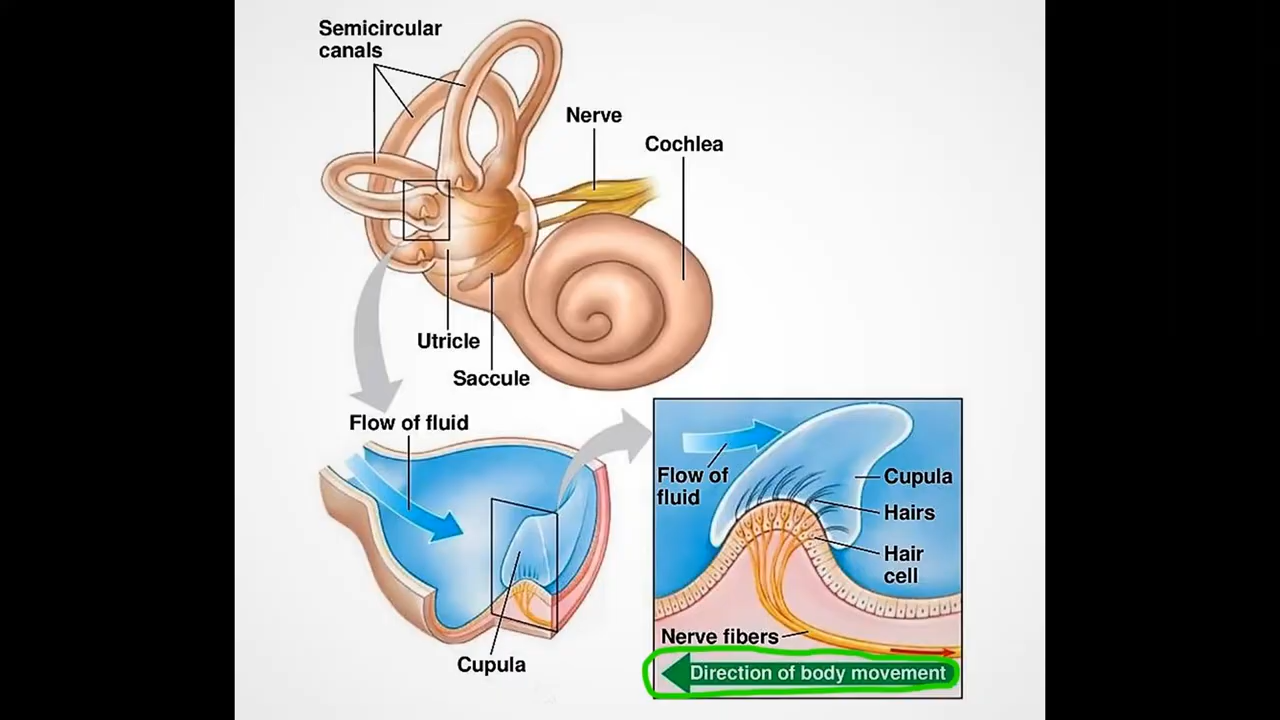 Semicircular
canals
Nerve
Cochlea
Utricle
Saccule
Flow of fluid
Cupula
Flow of
fluid
Cupula
Hairs
Hair
cell
Nerve fibers
Direction of body movement